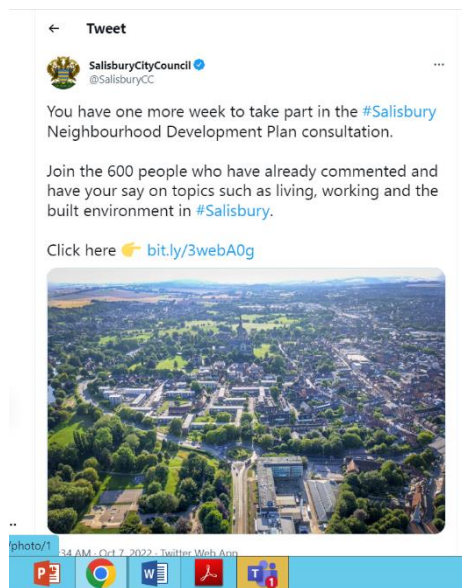 ← Tweet
SalisburyCityCouncil
@SalisburyCC
...
You have one more week to take part in the #Salisbury
Neighbourhood Development Plan consultation.
Join the 600 people who have already commented and
have your say on topics such as living, working and the
built environment in #Salisbury.
Click here 👉 bit.ly/3webA0g
..
/photo/1
:34 AM · Oct 7, 2022 · Twitter Web App
P
W
1